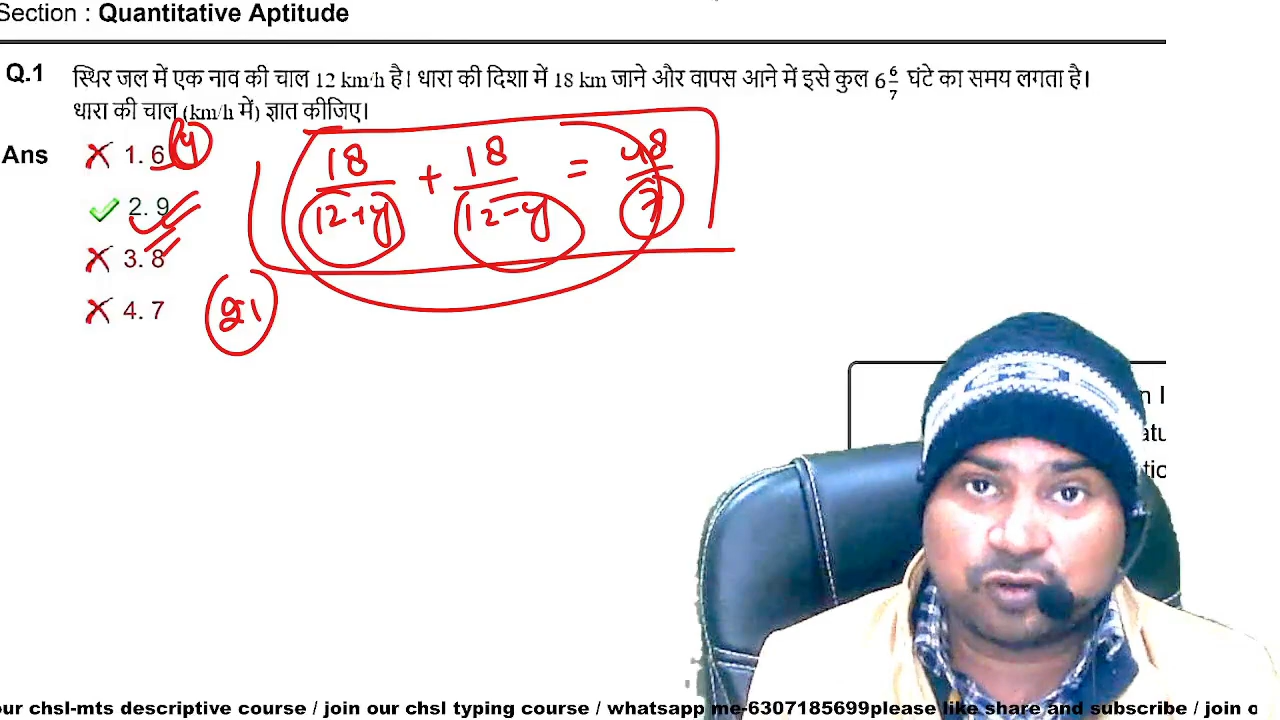 Section : Quantitative Aptitude
Q.1 स्थिर जल में एक नाव की चाल 12 km/h है। धारा की दिशा में 18 km जाने और वापस आने में इसे कुल 6 6/7 घंटे का समय लगता है।
धारा की चाल (km/h में) ज्ञात कीजिए।
Ans 1. 6 y
2. 9
3. 8
4. 7
18/(12+y) + 18/(12-y) = 48/7
21
our chsl-mts descriptive course / join our chsl typing course / whatsapp me-6307185699please like share and subscribe / join o